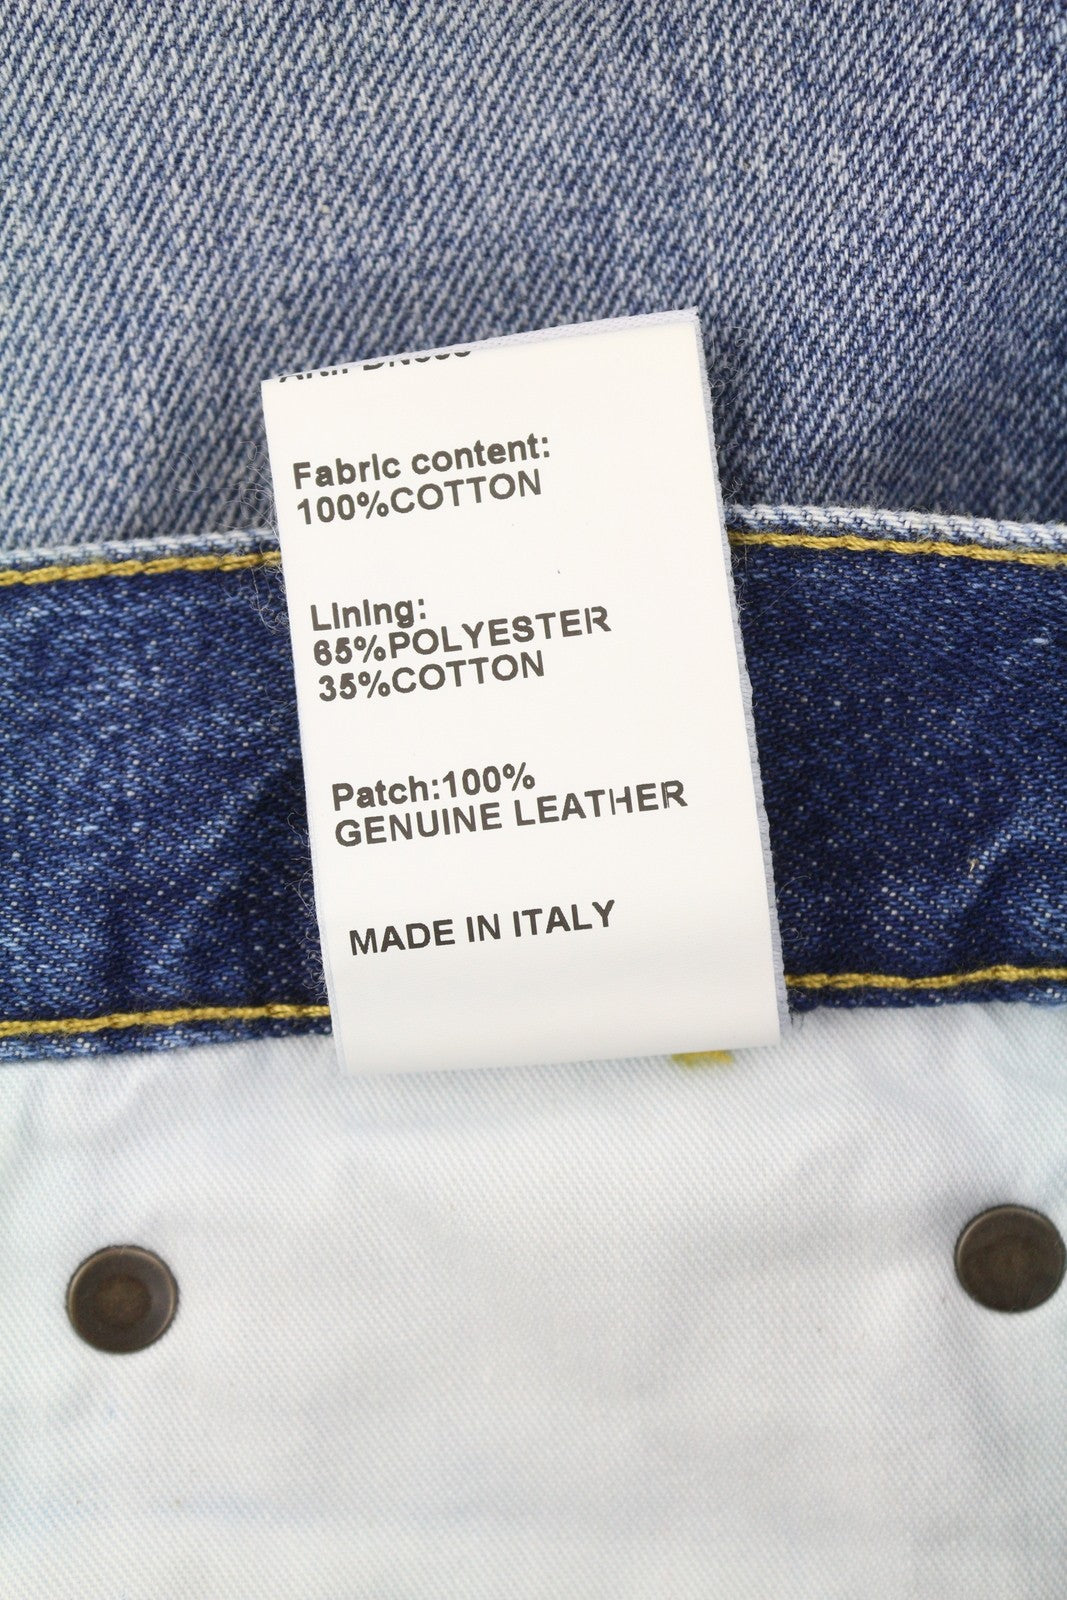 Fabric content:
100%COTTON
Lining:
65%POLYESTER
35%COTTON
Patch:100%
GENUINE LEATHER
MADE IN ITALY